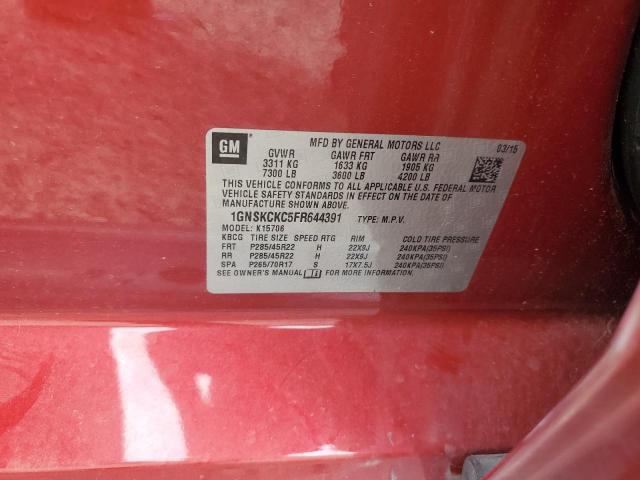 GM
MFD BY GENERAL MOTORS LLC
03/15
GVWR GAWR FRT GAWR RR
3311 KG 1633 KG 1905 KG
7300 LB 3600 LB 4200 LB
THIS VEHICLE CONFORMS TO ALL APPLICABLE U.S. FEDERAL MOTOR
VEHICLE SAFETY STANDARDS IN EFFECT ON THE DATE OF
MANUFACTURE SHOWN ABOVE.
1GNSKCKC5FR644391 TYPE: M.P.V.
MODEL: K15706
KBCG TIRE SIZE SPEED RTG RIM COLD TIRE PRESSURE
FRT P285/45R22 H 22X9J 240KPA(35PSI)
RR P285/45R22 H 22X9J 240KPA(35PSI)
SPA P265/70R17 S 17X7.5J 240KPA(35PSI)
SEE OWNER'S MANUAL FOR MORE INFORMATION.